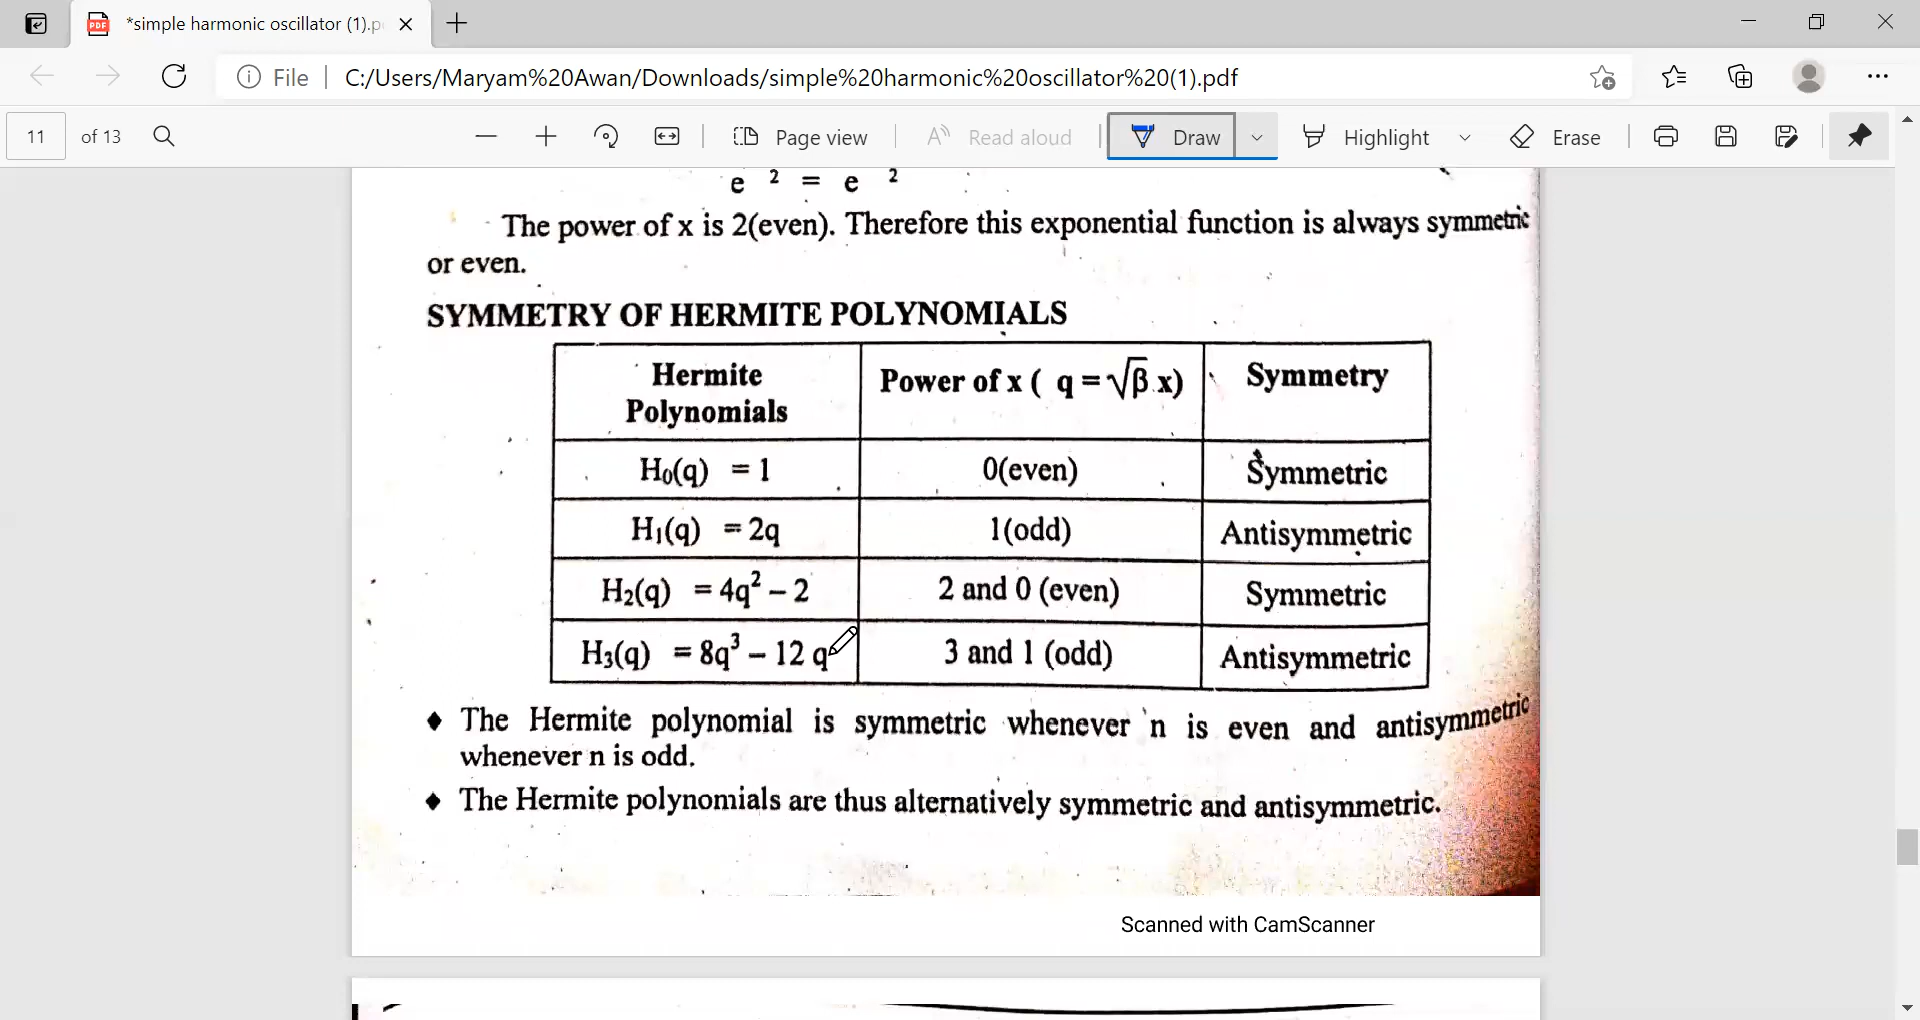 *simple harmonic oscillator (1).p
File | C:/Users/Maryam%20Awan/Downloads/simple%20harmonic%20oscillator%20(1).pdf
11 of 13 Page view Read aloud Draw Highlight Erase
e 2 = e 2
The power of x is 2(even). Therefore this exponential function is always symmetric
or even.
SYMMETRY OF HERMITE POLYNOMIALS
Hermite Polynomials Power of x ( q = √β x) Symmetry
H₀(q) = 1 0(even) Symmetric
H₁(q) = 2q 1(odd) Antisymmetric
H₂(q) = 4q² – 2 2 and 0 (even) Symmetric
H₃(q) = 8q³ – 12 q 3 and 1 (odd) Antisymmetric
♦ The Hermite polynomial is symmetric whenever n is even and antisymmetric
whenever n is odd.
♦ The Hermite polynomials are thus alternatively symmetric and antisymmetric.
Scanned with CamScanner